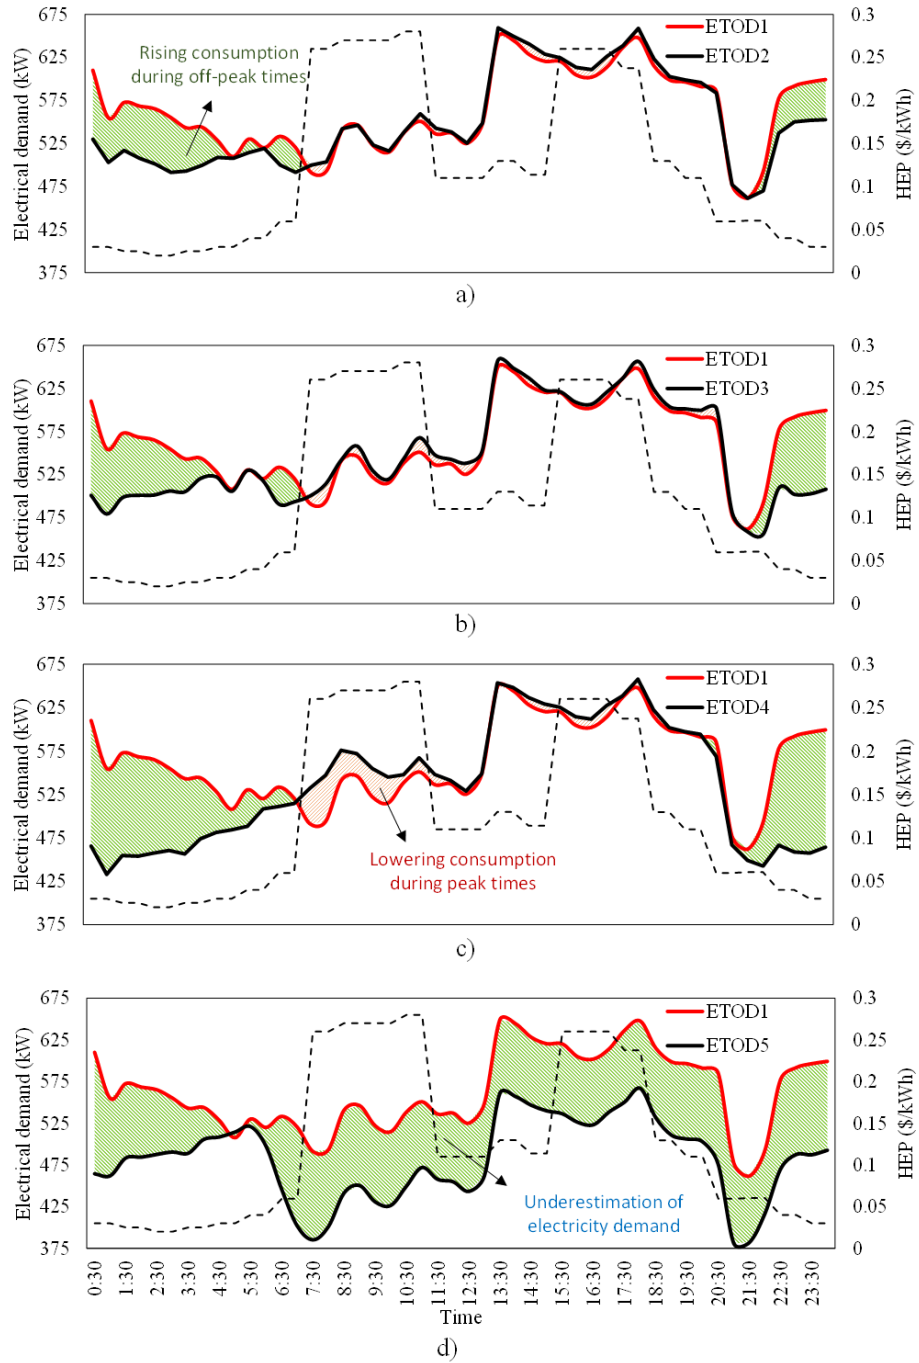 675
625
575
525
475
425
375
Electrical demand (kW)
Rising consumption
during off-peak times
ETOD1
ETOD2
0.3
0.25
0.2
0.15
0.1
0.05
0
HEP ($/kWh)
a)
675
625
575
525
475
425
375
Electrical demand (kW)
ETOD1
ETOD3
0.3
0.25
0.2
0.15
0.1
0.05
0
HEP ($/kWh)
b)
675
625
575
525
475
425
375
Electrical demand (kW)
ETOD1
ETOD4
Lowering consumption
during peak times
0.3
0.25
0.2
0.15
0.1
0.05
0
HEP ($/kWh)
c)
675
625
575
525
475
425
375
Electrical demand (kW)
ETOD1
ETOD5
Underestimation of
electricity demand
0.3
0.25
0.2
0.15
0.1
0.05
0
HEP ($/kWh)
0:30
1:30
2:30
3:30
4:30
5:30
6:30
7:30
8:30
9:30
10:30
11:30
12:30
13:30
14:30
15:30
16:30
17:30
18:30
19:30
20:30
21:30
22:30
23:30
Time
d)